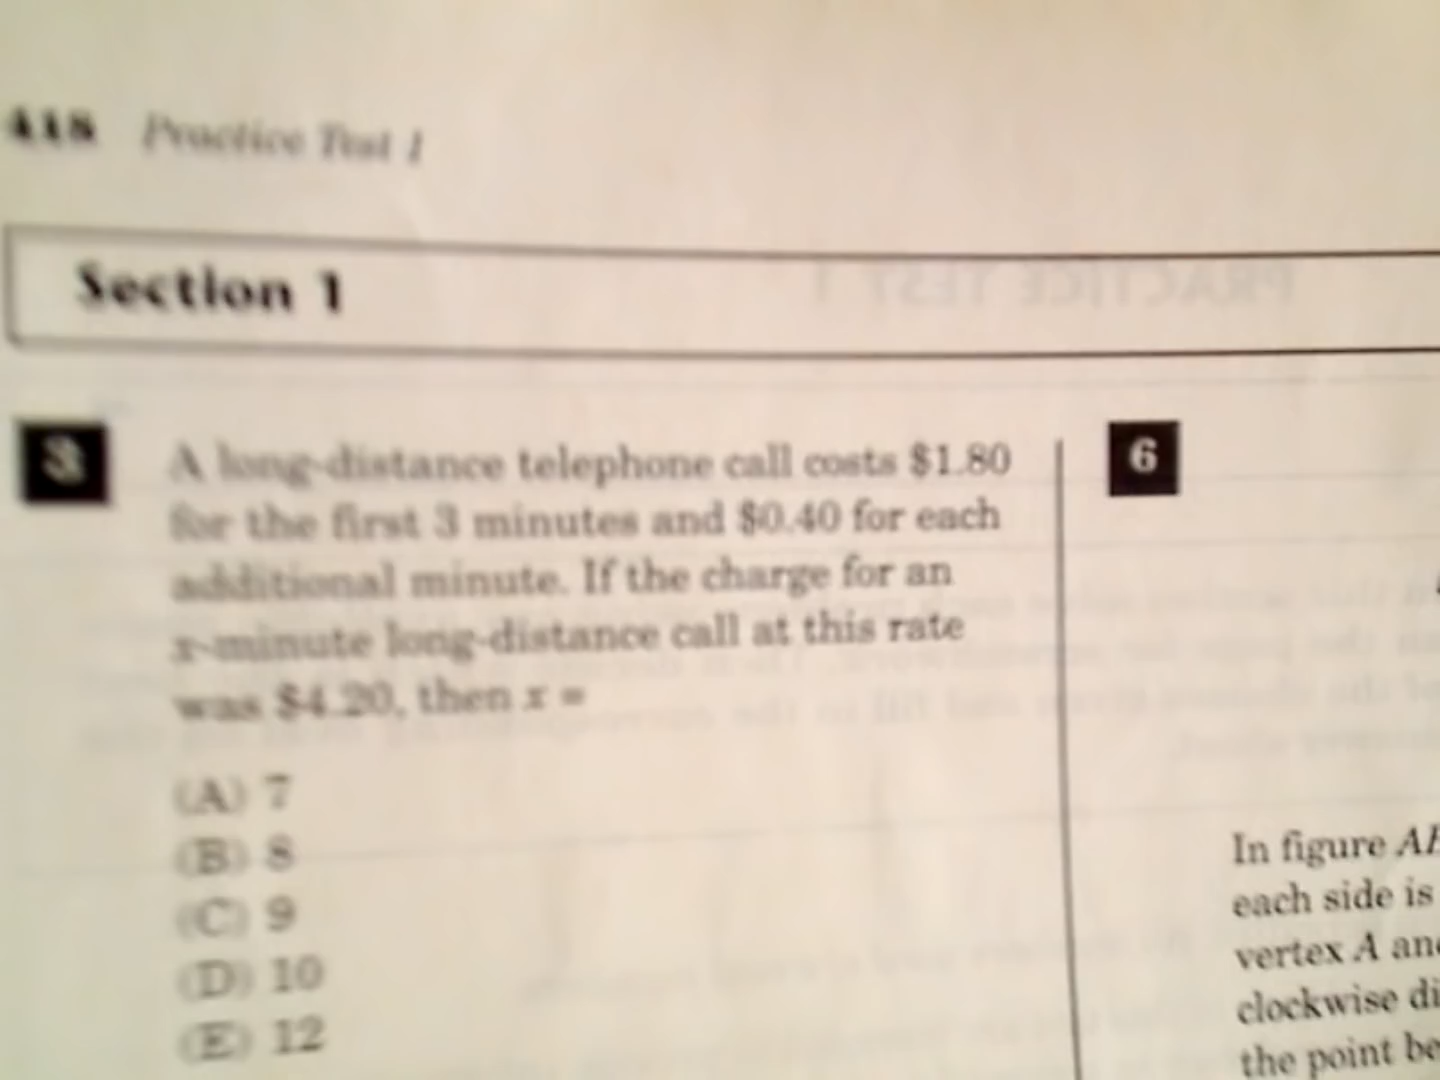 418 Practice Test 1
Section 1
PRACTICE TEST 1
3
A long-distance telephone call costs $1.80
for the first 3 minutes and $0.40 for each
additional minute. If the charge for an
x-minute long-distance call at this rate
was $4.20, then x =
(A) 7
(B) 8
(C) 9
(D) 10
(E) 12
6
In figure
each side is
vertex A
clockwise
the point